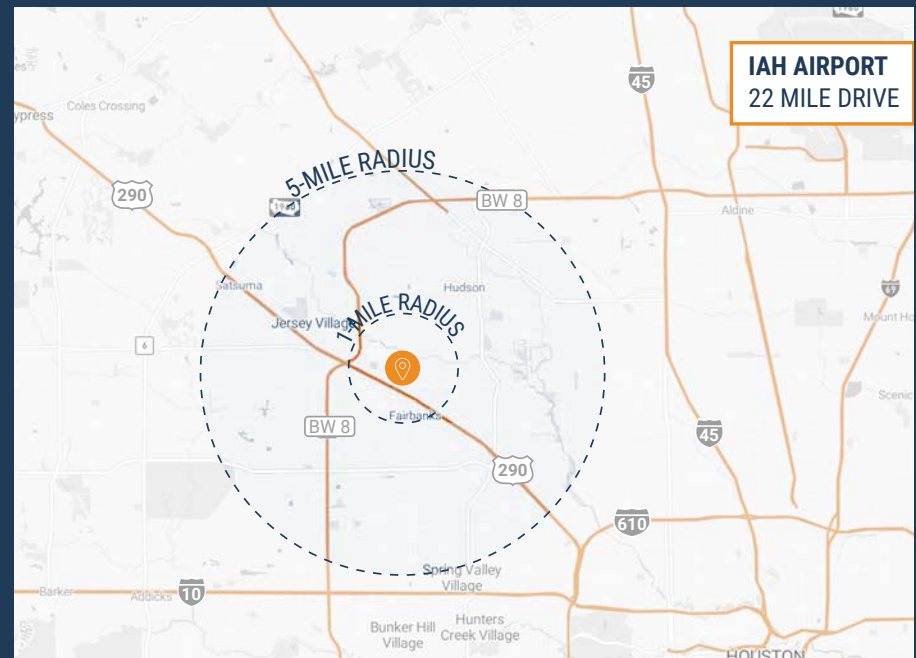 1960
IAH AIRPORT
22 MILE DRIVE
45
Coles Crossing
ypress
5-MILE RADIUS
290
1960
BW 8
Aldine
Satsuma
Hudson
69
1-MILE RADIUS
Jersey Village
Mount Ho
6
Scenic
Fairbanks
BW 8
45
290
610
Spring Valley
Village
Barker
Addicks
10
Bunker Hill
Village
Hunters
Creek Village
HOUSTON